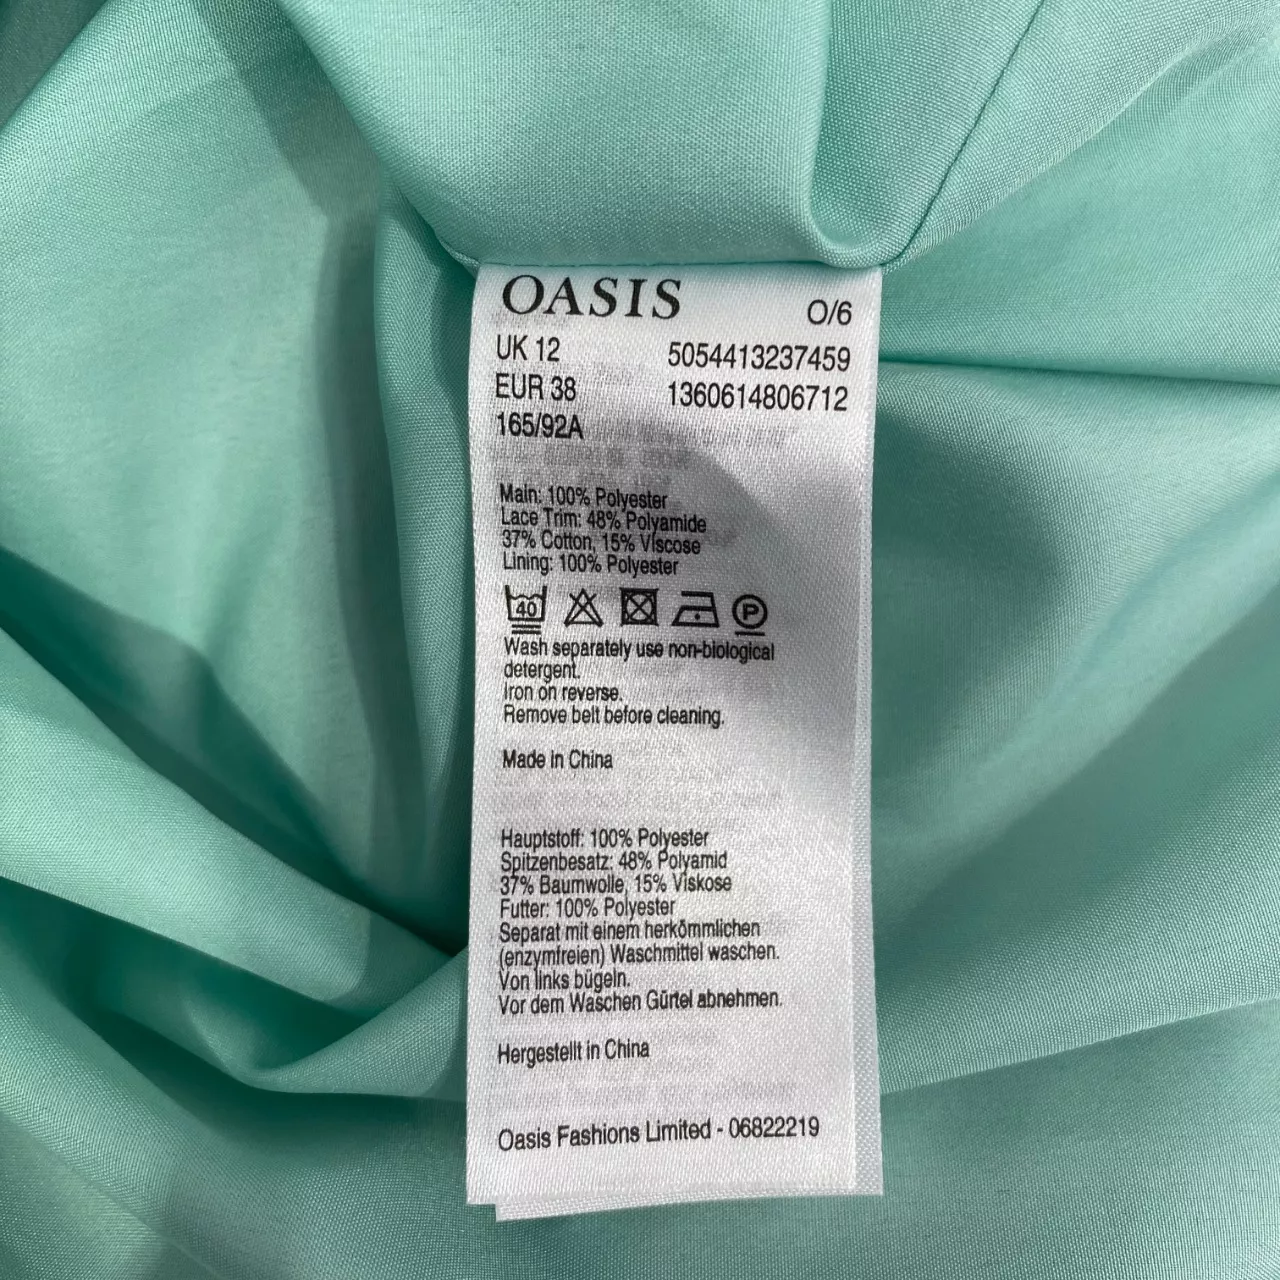 OASIS
O/6
UK 12 5054413237459
EUR 38 1360614806712
165/92A
Main: 100% Polyester
Lace Trim: 48% Polyamide
37% Cotton, 15% Viscose
Lining: 100% Polyester
40 P
Wash separately use non-biological
detergent.
Iron on reverse.
Remove belt before cleaning.
Made in China
Hauptstoff: 100% Polyester
Spitzenbesatz: 48% Polyamid
37% Baumwolle, 15% Viskose
Futter: 100% Polyester
Separat mit einem herkömmlichen
(enzymfreien) Waschmittel waschen.
Von links bügeln.
Vor dem Waschen Gürtel abnehmen.
Hergestellt in China
Oasis Fashions Limited - 06822219